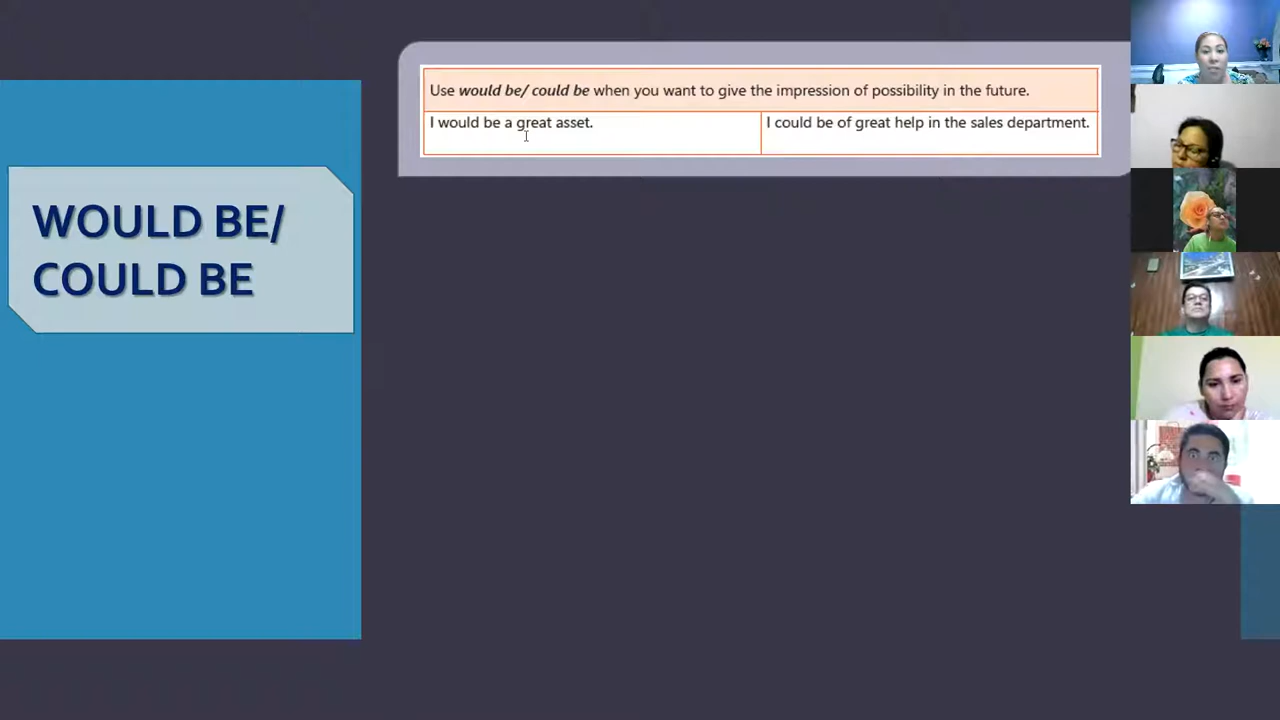 WOULD BE/
COULD BE
Use would be/ could be when you want to give the impression of possibility in the future.
I would be a great asset.
I could be of great help in the sales department.